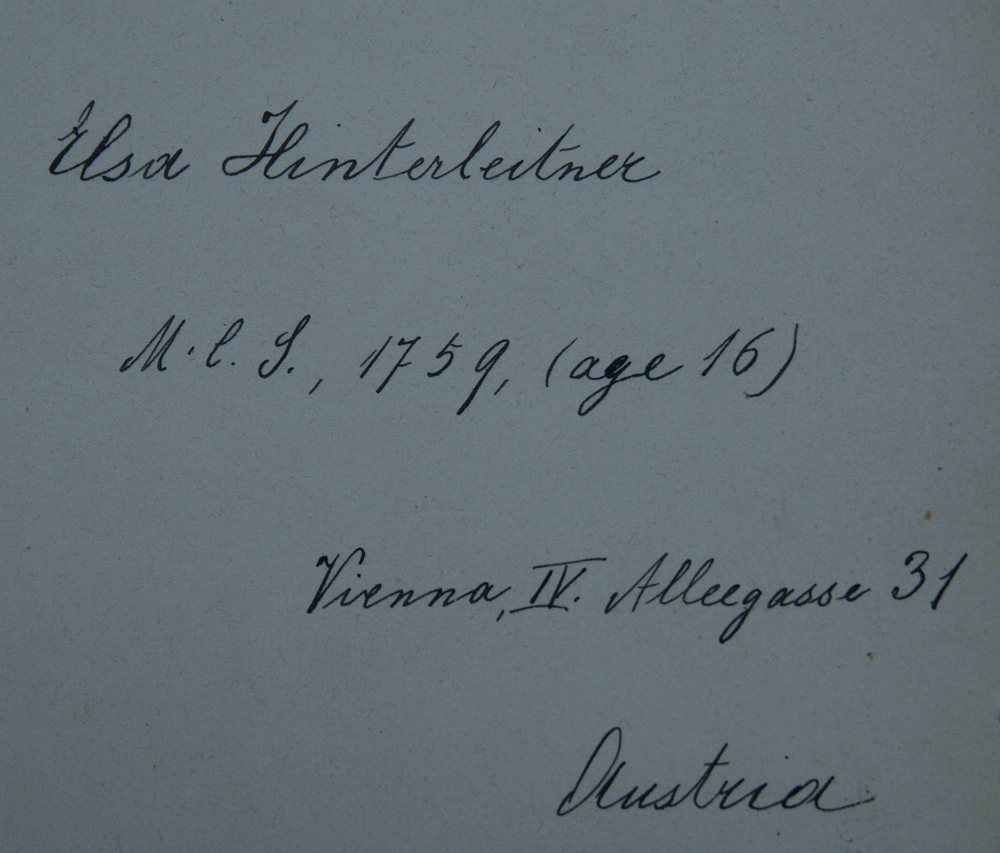 Elsa Hinterleitner
M. C. S., 1759, (age 16)
Vienna, IV. Alleegasse 31
Austria